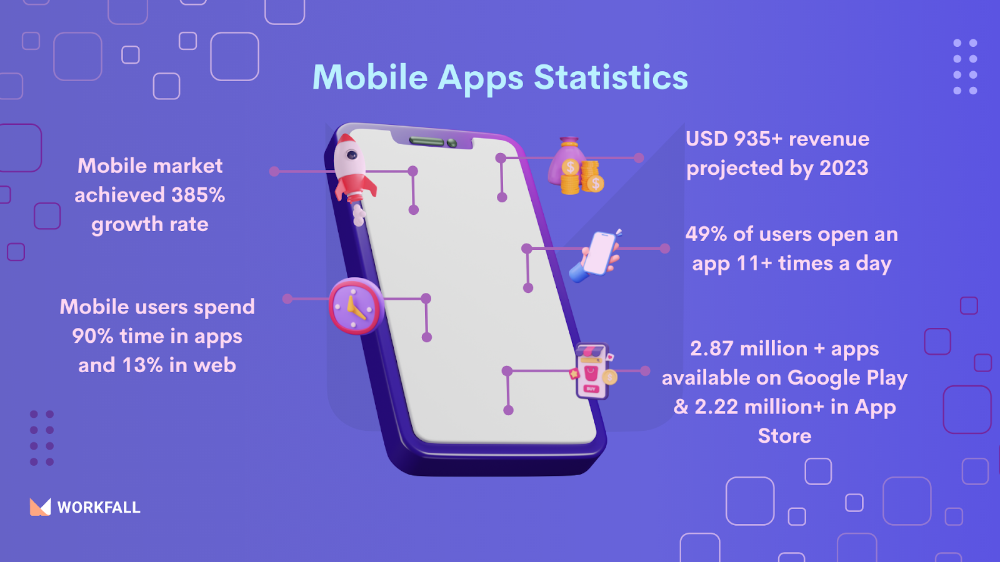 Mobile Apps Statistics
Mobile market
achieved 385%
growth rate
Mobile users spend
90% time in apps
and 13% in web
USD 935+ revenue
projected by 2023
49% of users open an
app 11+ times a day
2.87 million + apps
available on Google Play
& 2.22 million+ in App
Store
$
$
$
BUY
WORKFALL